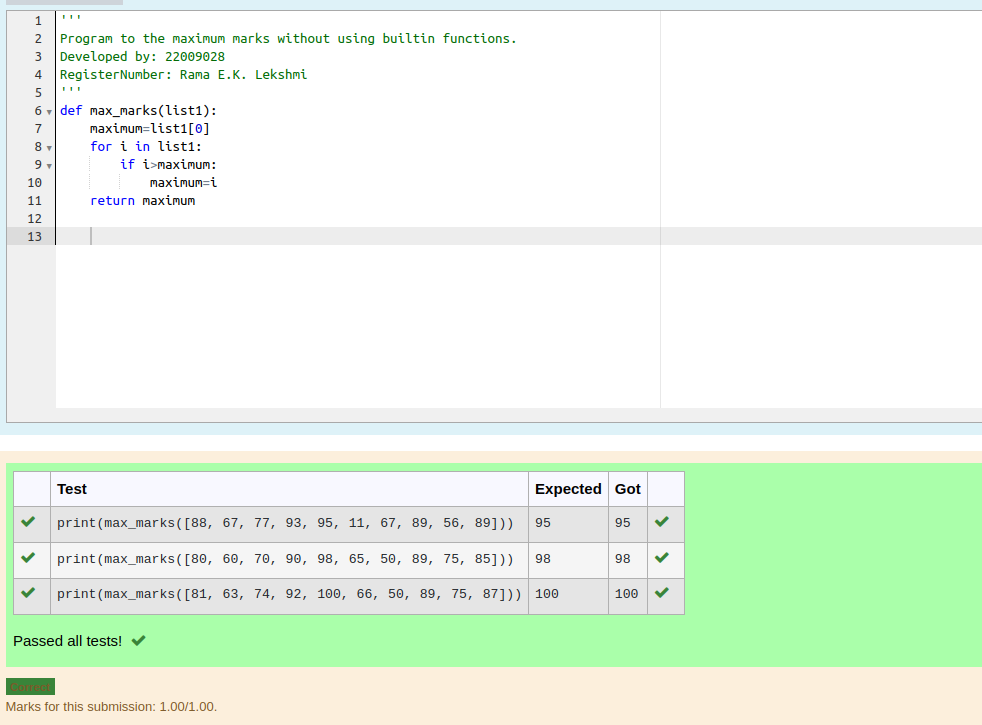 1 '''
2 Program to the maximum marks without using builtin functions.
3 Developed by: 22009028
4 RegisterNumber: Rama E.K. Lekshmi
5 '''
6 def max_marks(list1):
7     maximum=list1[0]
8     for i in list1:
9         if i>maximum:
10             maximum=i
11     return maximum
12
13
Test Expected Got
print(max_marks([88, 67, 77, 93, 95, 11, 67, 89, 56, 89])) 95 95
print(max_marks([80, 60, 70, 90, 98, 65, 50, 89, 75, 85])) 98 98
print(max_marks([81, 63, 74, 92, 100, 66, 50, 89, 75, 87])) 100 100
Passed all tests!
Correct
Marks for this submission: 1.00/1.00.